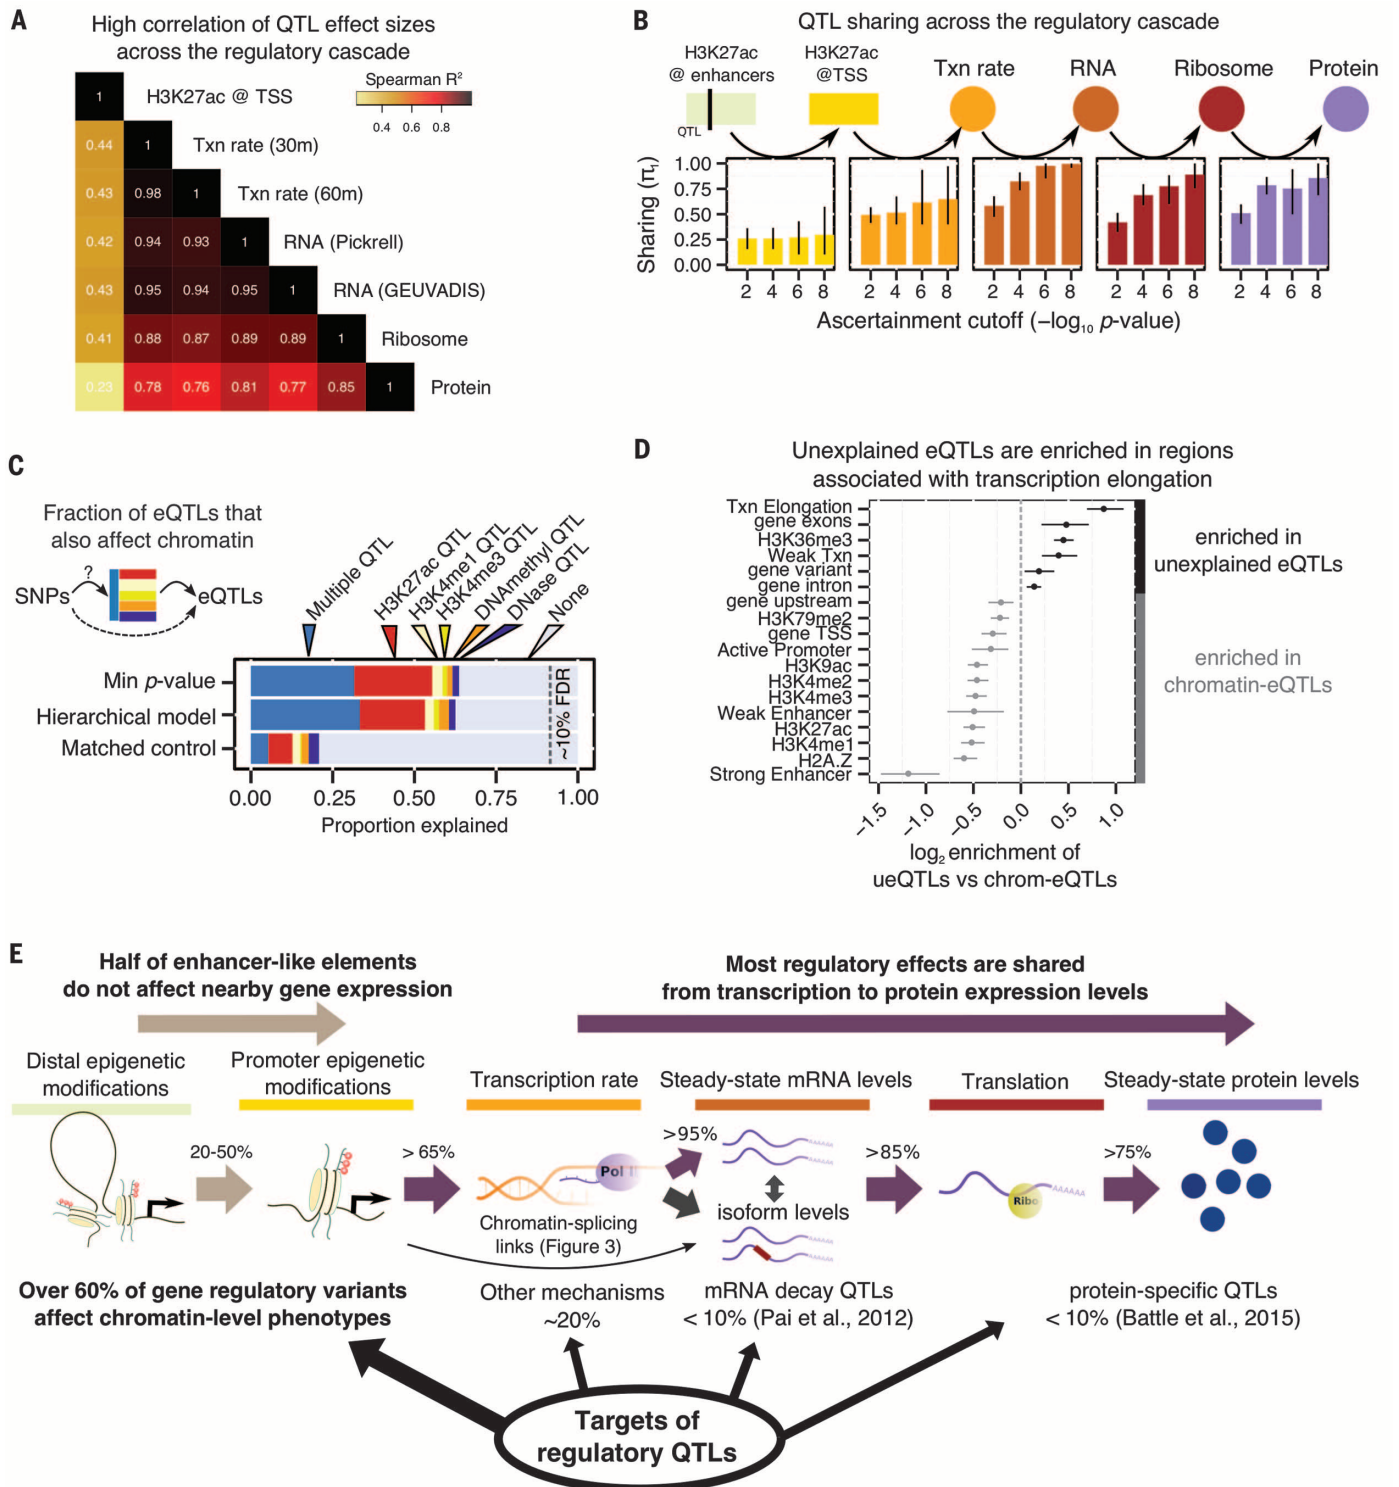 A
High correlation of QTL effect sizes
across the regulatory cascade
Spearman R²
0.4 0.6 0.8
1 H3K27ac @ TSS
0.44 1 Txn rate (30m)
0.43 0.98 1 Txn rate (60m)
0.42 0.94 0.93 1 RNA (Pickrell)
0.43 0.95 0.94 0.95 1 RNA (GEUVADIS)
0.41 0.88 0.87 0.89 0.89 1 Ribosome
0.23 0.78 0.76 0.81 0.77 0.85 1 Protein
B
QTL sharing across the regulatory cascade
H3K27ac
@ enhancers
H3K27ac
@TSS
Txn rate
RNA
Ribosome
Protein
QTL
Sharing (π₁)
1.00
0.75
0.50
0.25
0.00
2 4 6 8 2 4 6 8 2 4 6 8 2 4 6 8 2 4 6 8
Ascertainment cutoff (−log₁₀ p-value)
C
Fraction of eQTLs that
also affect chromatin
?
SNPs
eQTLs
Multiple QTL
H3K27ac QTL
H3K4me1 QTL
H3K4me3 QTL
DNAmethyl QTL
DNase QTL
None
Min p-value
Hierarchical model
Matched control
~10% FDR
0.00 0.25 0.50 0.75 1.00
Proportion explained
D
Unexplained eQTLs are enriched in regions
associated with transcription elongation
Txn Elongation
gene exons
H3K36me3
Weak Txn
gene variant
gene intron
gene upstream
H3K79me2
gene TSS
Active Promoter
H3K9ac
H3K4me2
H3K4me3
Weak Enhancer
H3K27ac
H3K4me1
H2A.Z
Strong Enhancer
enriched in
unexplained eQTLs
enriched in
chromatin-eQTLs
−1.5 −1.0 −0.5 0.0 0.5 1.0
log₂ enrichment of
ueQTLs vs chrom-eQTLs
E
Half of enhancer-like elements
do not affect nearby gene expression
Most regulatory effects are shared
from transcription to protein expression levels
Distal epigenetic
modifications
Promoter epigenetic
modifications
Transcription rate
Steady-state mRNA levels
Translation
Steady-state protein levels
20-50%
> 65%
>95%
>85%
>75%
Pol II
AAAAAA
AAAAAA
isoform levels
AAAAAA
AAAAAA
Ribo
AAAAAA
Chromatin-splicing
links (Figure 3)
Over 60% of gene regulatory variants
affect chromatin-level phenotypes
Other mechanisms
~20%
mRNA decay QTLs
< 10% (Pai et al., 2012)
protein-specific QTLs
< 10% (Battle et al., 2015)
Targets of
regulatory QTLs